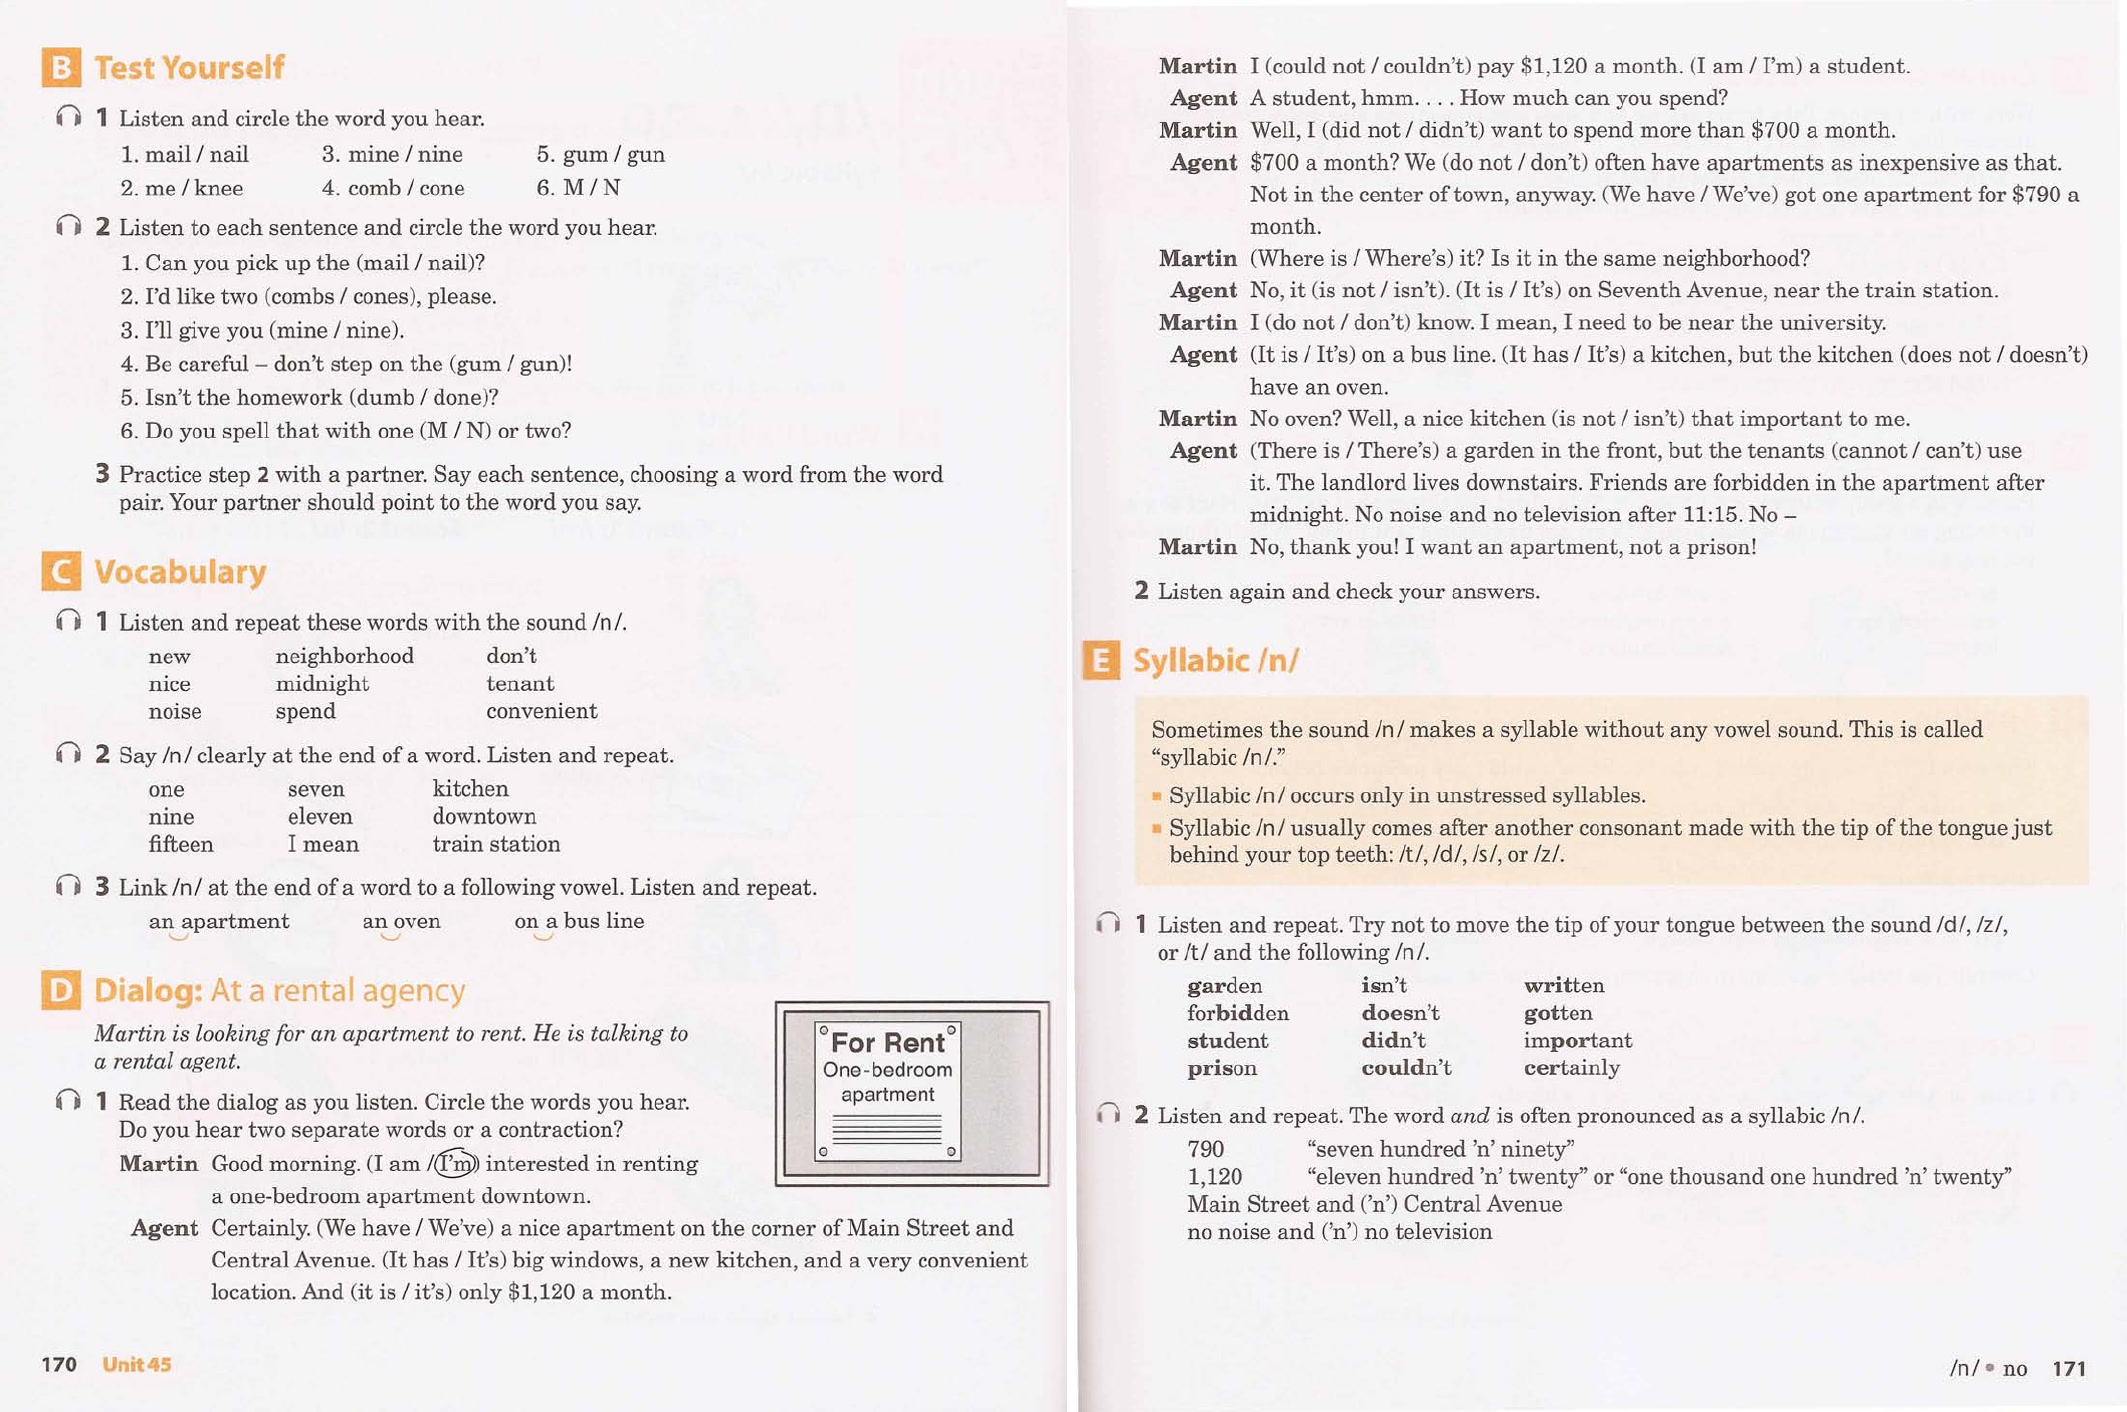 B Test Yourself
1 Listen and circle the word you hear.
1. mail / nail 3. mine / nine 5. gum / gun
2. me / knee 4. comb / cone 6. M / N
2 Listen to each sentence and circle the word you hear.
1. Can you pick up the (mail / nail)?
2. I'd like two (combs / cones), please.
3. I'll give you (mine / nine).
4. Be careful – don't step on the (gum / gun)!
5. Isn't the homework (dumb / done)?
6. Do you spell that with one (M / N) or two?
3 Practice step 2 with a partner. Say each sentence, choosing a word from the word
pair. Your partner should point to the word you say.
C Vocabulary
1 Listen and repeat these words with the sound /n/.
new neighborhood don't
nice midnight tenant
noise spend convenient
2 Say /n/ clearly at the end of a word. Listen and repeat.
one seven kitchen
nine eleven downtown
fifteen I mean train station
3 Link /n/ at the end of a word to a following vowel. Listen and repeat.
an apartment an oven on a bus line
D Dialog: At a rental agency
Martin is looking for an apartment to rent. He is talking to
a rental agent.
1 Read the dialog as you listen. Circle the words you hear.
Do you hear two separate words or a contraction?
Martin Good morning. (I am / I'm) interested in renting
a one-bedroom apartment downtown.
Agent Certainly. (We have / We've) a nice apartment on the corner of Main Street and
Central Avenue. (It has / It's) big windows, a new kitchen, and a very convenient
location. And (it is / it's) only $1,120 a month.
For Rent
One-bedroom
apartment
170 Unit 45
Martin I (could not / couldn't) pay $1,120 a month. (I am / I'm) a student.
Agent A student, hmm. . . . How much can you spend?
Martin Well, I (did not / didn't) want to spend more than $700 a month.
Agent $700 a month? We (do not / don't) often have apartments as inexpensive as that.
Not in the center of town, anyway. (We have / We've) got one apartment for $790 a
month.
Martin (Where is / Where's) it? Is it in the same neighborhood?
Agent No, it (is not / isn't). (It is / It's) on Seventh Avenue, near the train station.
Martin I (do not / don't) know. I mean, I need to be near the university.
Agent (It is / It's) on a bus line. (It has / It's) a kitchen, but the kitchen (does not / doesn't)
have an oven.
Martin No oven? Well, a nice kitchen (is not / isn't) that important to me.
Agent (There is / There's) a garden in the front, but the tenants (cannot / can't) use
it. The landlord lives downstairs. Friends are forbidden in the apartment after
midnight. No noise and no television after 11:15. No –
Martin No, thank you! I want an apartment, not a prison!
2 Listen again and check your answers.
E Syllabic /n/
Sometimes the sound /n/ makes a syllable without any vowel sound. This is called
“syllabic /n/.”
▪ Syllabic /n/ occurs only in unstressed syllables.
▪ Syllabic /n/ usually comes after another consonant made with the tip of the tongue just
behind your top teeth: /t/, /d/, /s/, or /z/.
1 Listen and repeat. Try not to move the tip of your tongue between the sound /d/, /z/,
or /t/ and the following /n/.
garden isn't written
forbidden doesn't gotten
student didn't important
prison couldn't certainly
2 Listen and repeat. The word and is often pronounced as a syllabic /n/.
790 “seven hundred 'n' ninety”
1,120 “eleven hundred 'n' twenty” or “one thousand one hundred 'n' twenty”
Main Street and ('n') Central Avenue
no noise and ('n') no television
/n/ • no 171